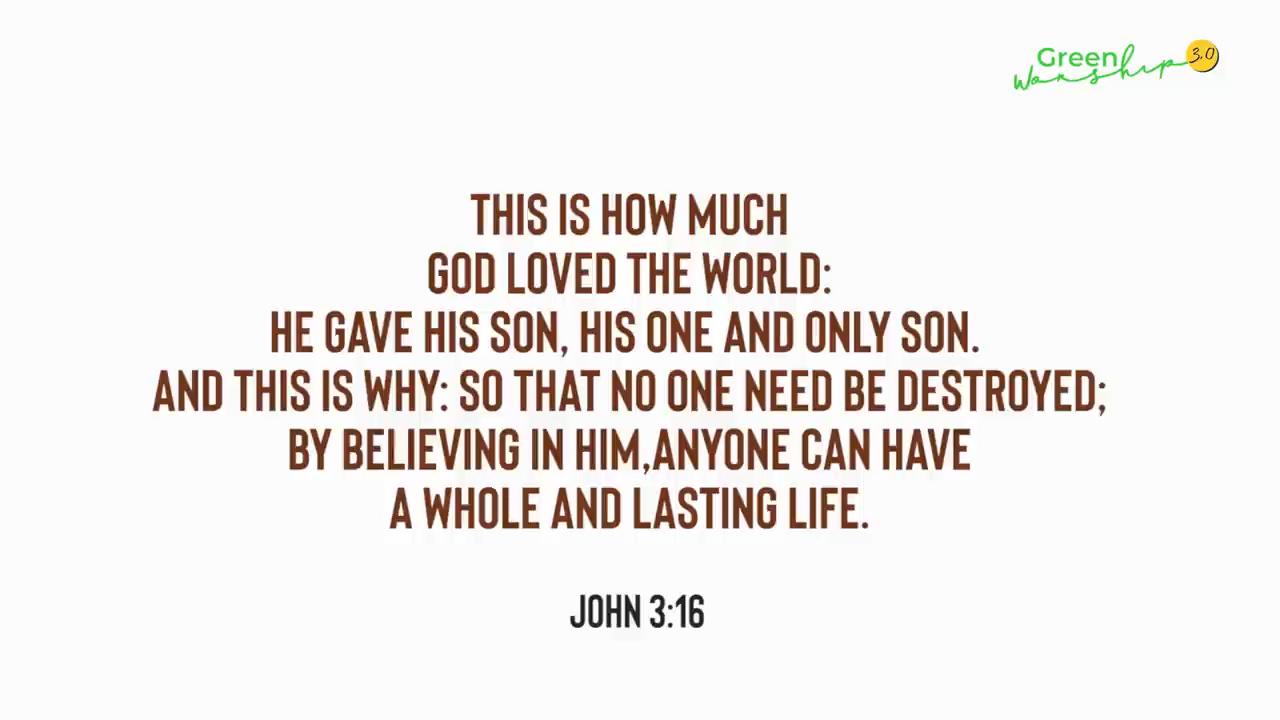 Green
Worship
3.0
THIS IS HOW MUCH
GOD LOVED THE WORLD:
HE GAVE HIS SON, HIS ONE AND ONLY SON.
AND THIS IS WHY: SO THAT NO ONE NEED BE DESTROYED;
BY BELIEVING IN HIM,ANYONE CAN HAVE
A WHOLE AND LASTING LIFE.
JOHN 3:16